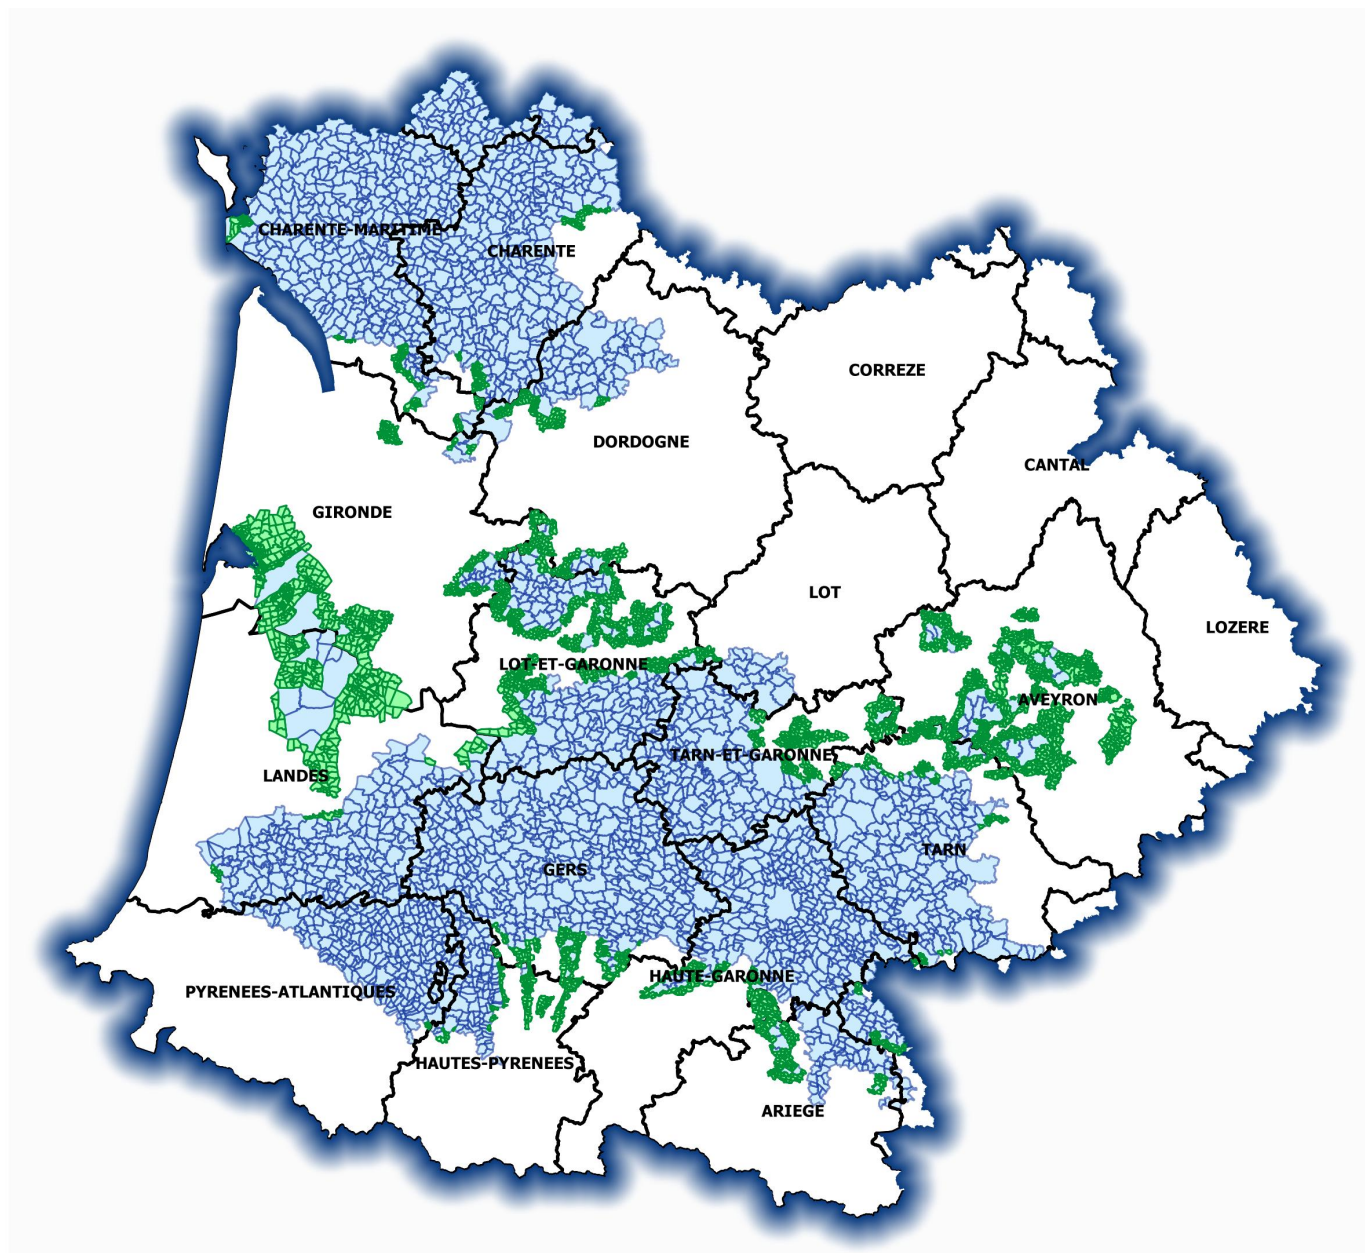 CHARENTE-MARITIME
CHARENTE
CORREZE
DORDOGNE
CANTAL
GIRONDE
LOT
LOZERE
LOT-ET-GARONNE
AVEYRON
TARN-ET-GARONNE
LANDES
TARN
GERS
HAUTE-GARONNE
PYRENEES-ATLANTIQUES
HAUTES-PYRENEES
ARIEGE